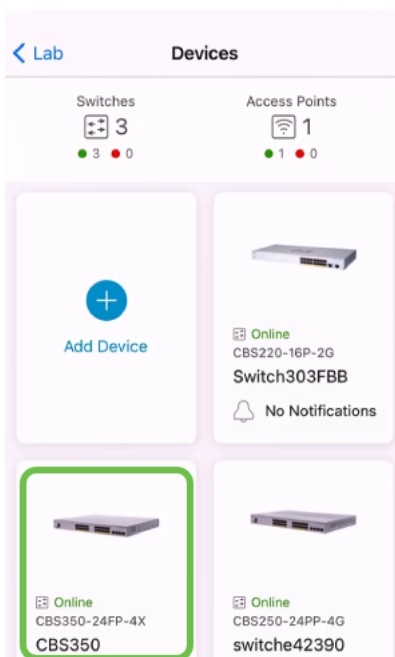 Lab
Devices
Switches
3
3 0
Access Points
1
1 0
Add Device
Online
CBS220-16P-2G
Switch303FBB
No Notifications
Online
CBS350-24FP-4X
CBS350
Online
CBS250-24PP-4G
switche42390